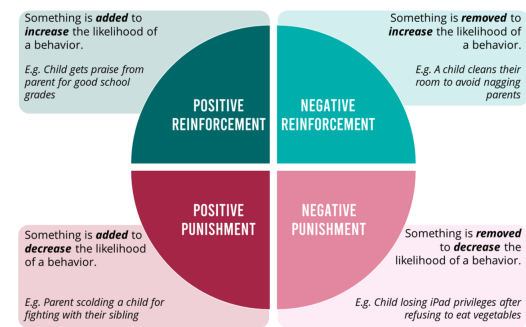 Something is added to
increase the likelihood of
a behavior.
E.g. Child gets praise from
parent for good school
grades
Something is removed to
increase the likelihood of
a behavior.
E.g. A child cleans their
room to avoid nagging
parents
POSITIVE
REINFORCEMENT
NEGATIVE
REINFORCEMENT
POSITIVE
PUNISHMENT
NEGATIVE
PUNISHMENT
Something is added to
decrease the likelihood
of a behavior.
E.g. Parent scolding a child for
fighting with their sibling
Something is removed
to decrease the
likelihood of a behavior.
E.g. Child losing iPad privileges after
refusing to eat vegetables